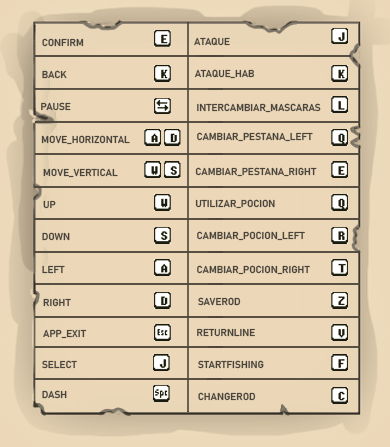 CONFIRM E ATAQUE J
BACK K ATAQUE_HAB K
PAUSE ⇆ INTERCAMBIAR_MASCARAS L
MOVE_HORIZONTAL A D CAMBIAR_PESTANA_LEFT Q
MOVE_VERTICAL W S CAMBIAR_PESTANA_RIGHT E
UP W UTILIZAR_POCION Q
DOWN S CAMBIAR_POCION_LEFT R
LEFT A CAMBIAR_POCION_RIGHT T
RIGHT D SAVEROD Z
APP_EXIT Esc RETURNLINE V
SELECT J STARTFISHING F
DASH Spc CHANGEROD C